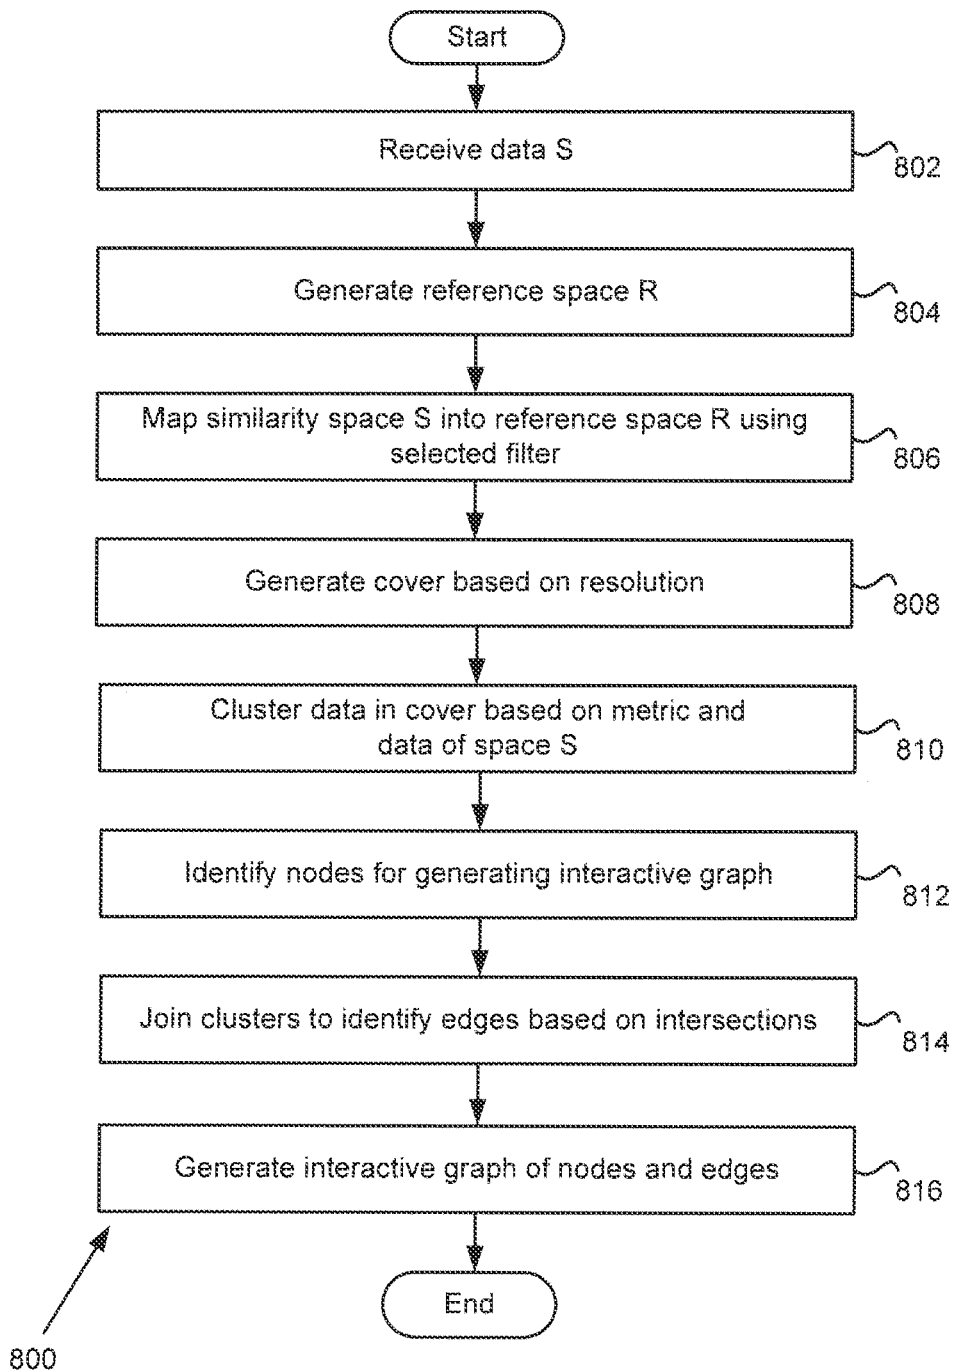 Start
Receive data S
802
Generate reference space R
804
Map similarity space S into reference space R using
selected filter
806
Generate cover based on resolution
808
Cluster data in cover based on metric and
data of space S
810
Identify nodes for generating interactive graph
812
Join clusters to identify edges based on intersections
814
Generate interactive graph of nodes and edges
816
End
800